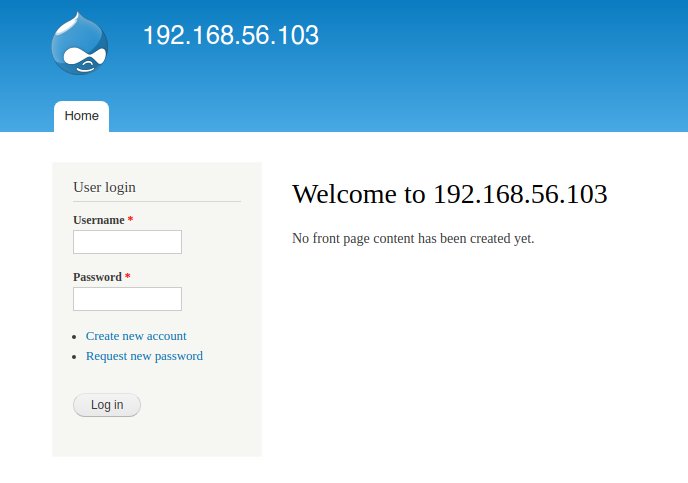 192.168.56.103
Home
User login
Username *
Password *
Create new account
Request new password
Log in
Welcome to 192.168.56.103
No front page content has been created yet.